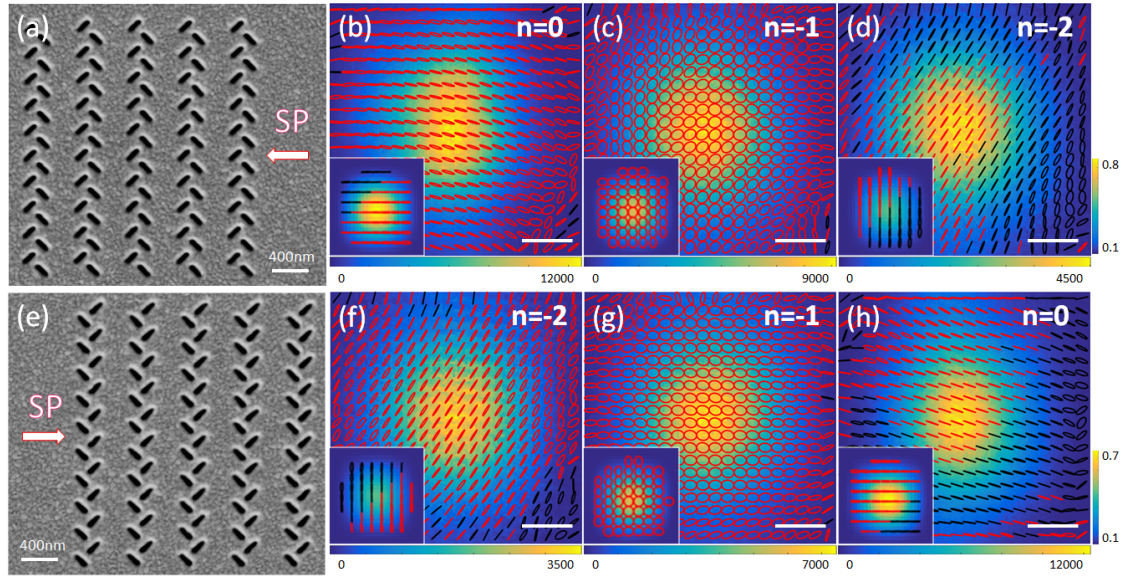 (a)
SP
400nm
(b)
n=0
0 12000
(c)
n=-1
0 9000
(d)
n=-2
0.8
0.1
0 4500
(e)
SP
400nm
(f)
n=-2
0 3500
(g)
n=-1
0 7000
(h)
n=0
0.7
0.1
0 12000